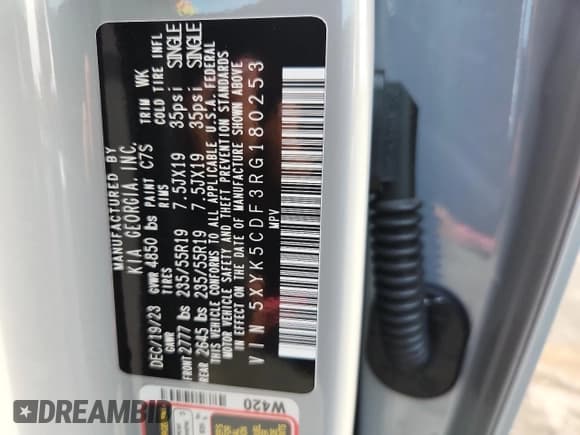 MANUFACTURED BY
KIA GEORGIA, INC.
DEC/19/23 GVWR 4850 lbs PAINT C7S TRIM WK
GAWR TIRES RIMS COLD TIRE INFL
FRONT 2777 lbs 235/55R19 7.5JX19 35psi SINGLE
REAR 2645 lbs 235/55R19 7.5JX19 35psi SINGLE
THIS VEHICLE CONFORMS TO ALL APPLICABLE U.S.A. FEDERAL
MOTOR VEHICLE SAFETY AND THEFT PREVENTION STANDARDS
IN EFFECT ON THE DATE OF MANUFACTURE SHOWN ABOVE
VIN 5XYK5CDF3RG180253
MPV
W420
DREAMBID